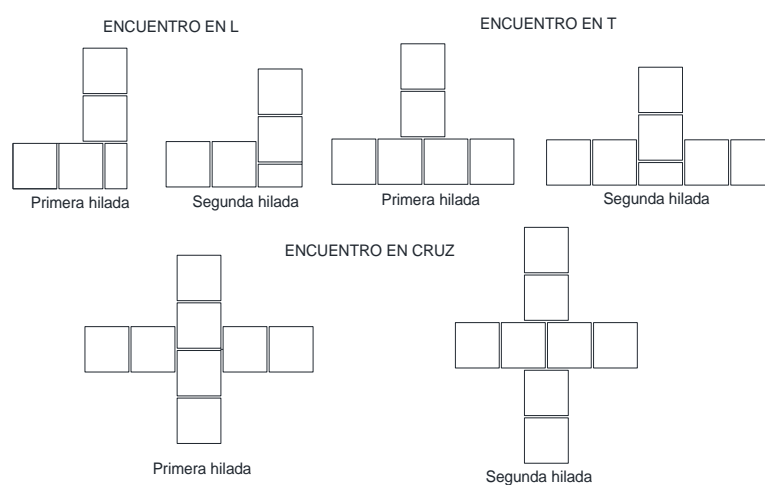 ENCUENTRO EN L
ENCUENTRO EN T
Primera hilada
Segunda hilada
Primera hilada
Segunda hilada
ENCUENTRO EN CRUZ
Primera hilada
Segunda hilada